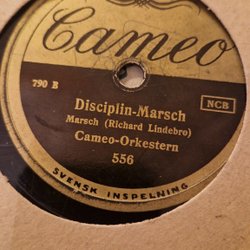 Cameo
790 B
NCB
Disciplin-Marsch
Marsch (Richard Lindebro)
Cameo-Orkestern
556
SVENSK INSPELNING